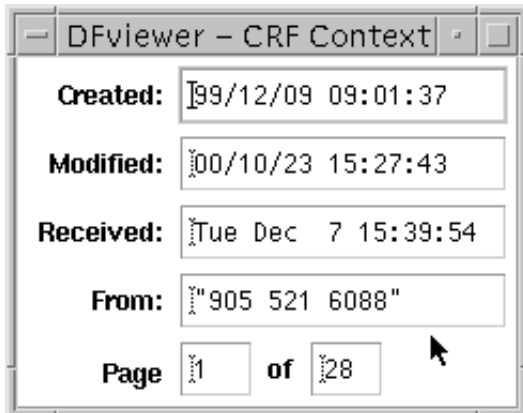 DFviewer – CRF Context
Created: 99/12/09 09:01:37
Modified: 00/10/23 15:27:43
Received: Tue Dec  7 15:39:54
From: "905 521 6088"
Page 1 of 28